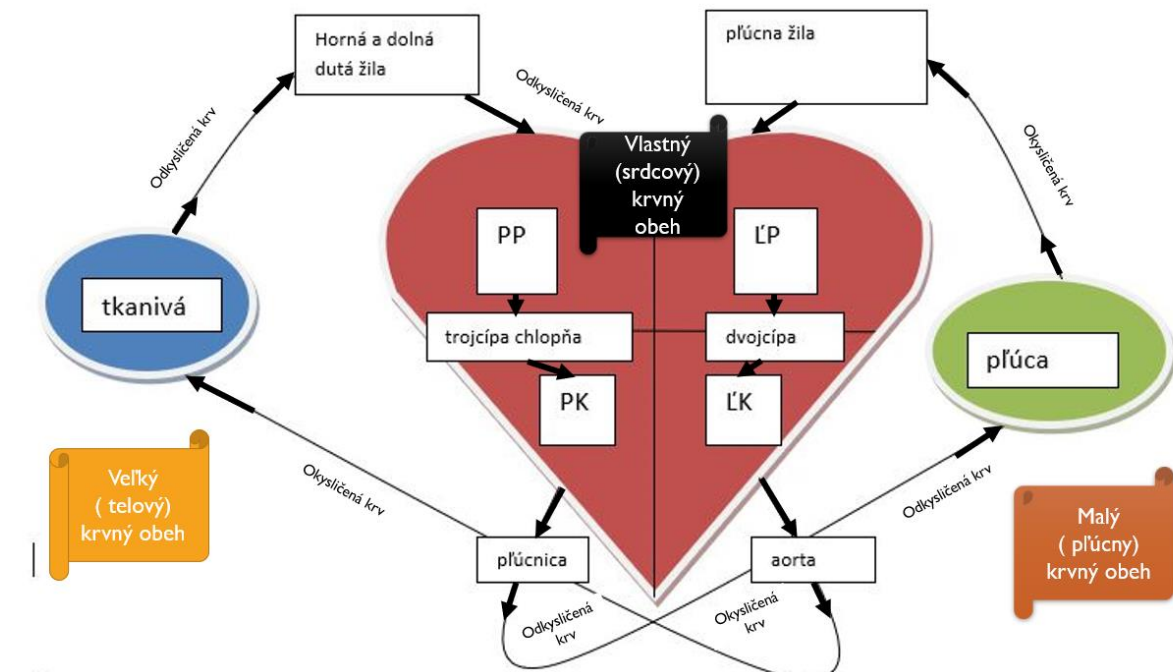 Horná a dolná
dutá žila
pľúcna žila
Odkysličená krv
Odkysličená krv
Okysličená krv
Vlastný
(srdcový)
krvný
obeh
PP
ĽP
tkanivá
trojcípa chlopňa
dvojcípa
pľúca
PK
ĽK
Veľký
( telový)
krvný obeh
Okysličená krv
Odkysličená krv
Malý
( pľúcny)
krvný obeh
pľúcnica
aorta
Odkysličená
krv
Okysličená
krv